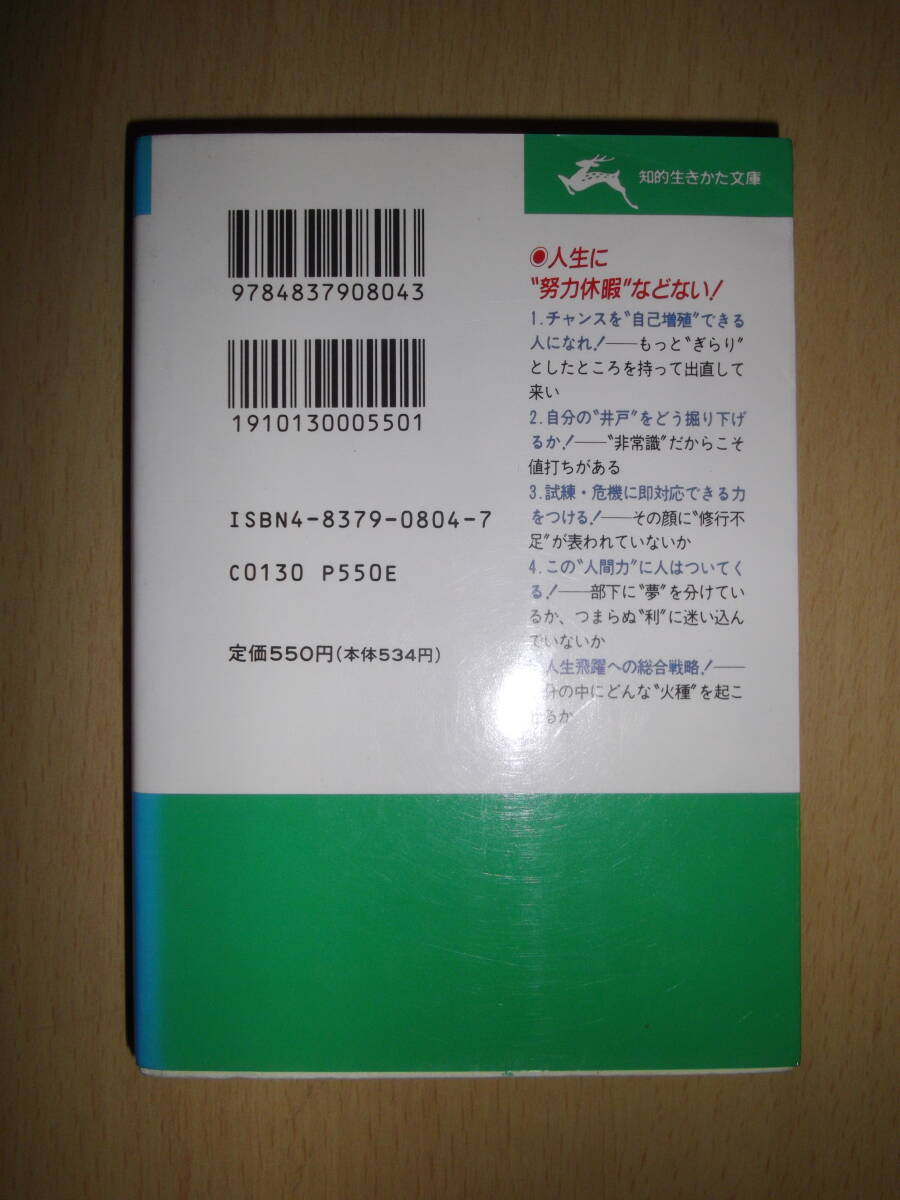 知的生きかた文庫
9784837908043
1910130005501
ISBN4-8379-0804-7
C0130 P550E
定価550円(本体534円)
◉人生に
“努力休暇”などない！
1.チャンスを“自己増殖”できる
人になれ！――もっと“ぎらり”
としたところを持って出直して
来い
2.自分の“井戸”をどう掘り下げ
るか！――“非常識”だからこそ
値打ちがある
3.試練・危機に即対応できる力
をつける！――その顔に“修行不
足”が表われていないか
4.この“人間力”に人はついてく
る！――部下に“夢”を分けてい
るか、つまらぬ“利”に迷い込ん
でいないか
人生飛躍への総合戦略！――
分の中にどんな“火種”を起こ
るか